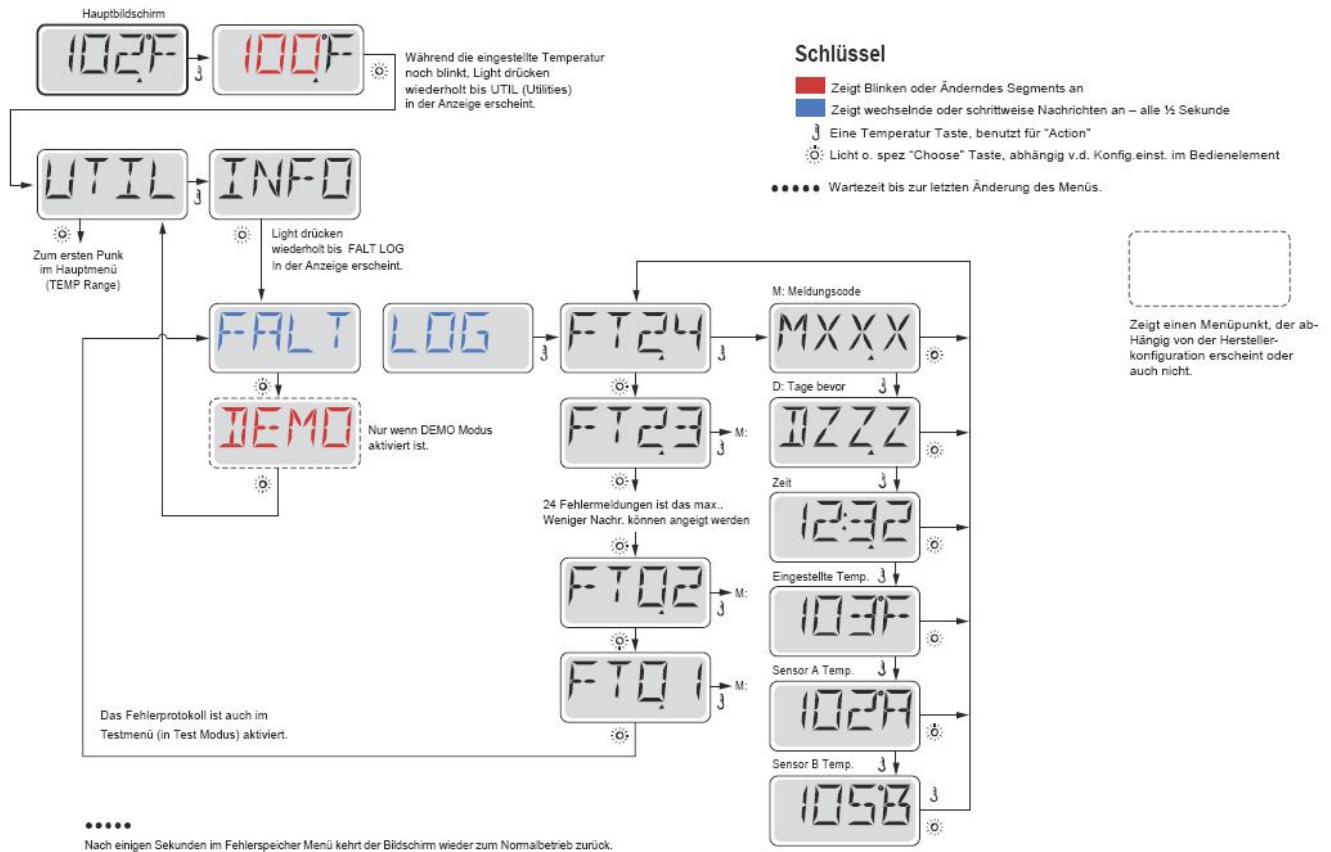 Hauptbildschirm
102°F
100°F
Während die eingestellte Temperatur
noch blinkt, Light drücken
wiederholt bis UTIL (Utilities)
in der Anzeige erscheint.
Schlüssel
Zeigt Blinken oder Änderndes Segments an
Zeigt wechselnde oder schrittweise Nachrichten an – alle ½ Sekunde
Eine Temperatur Taste, benutzt für "Action"
Licht o. spez "Choose" Taste, abhängig v.d. Konfig.einst. im Bedienelement
••••• Wartezeit bis zur letzten Änderung des Menüs.
UTIL
INFO
Zum ersten Punk
im Hauptmenü
(TEMP Range)
Light drücken
wiederholt bis FALT LOG
In der Anzeige erscheint.
Zeigt einen Menüpunkt, der ab-
Hängig von der Hersteller-
konfiguration erscheint oder
auch nicht.
FALT
LOG
FT24
M: Meldungscode
MXXX
DEMO
Nur wenn DEMO Modus
aktiviert ist.
FT23
M:
D: Tage bevor
DZZZ
24 Fehlermeldungen ist das max..
Weniger Nachr. können angeigt werden
Zeit
12:32
FT02
M:
Eingestellte Temp.
103°F
FT01
M:
Sensor A Temp.
102°A
Das Fehlerprotokoll ist auch im
Testmenü (in Test Modus) aktiviert.
Sensor B Temp.
105°B
•••••
Nach einigen Sekunden im Fehlerspeicher Menü kehrt der Bildschirm wieder zum Normalbetrieb zurück.